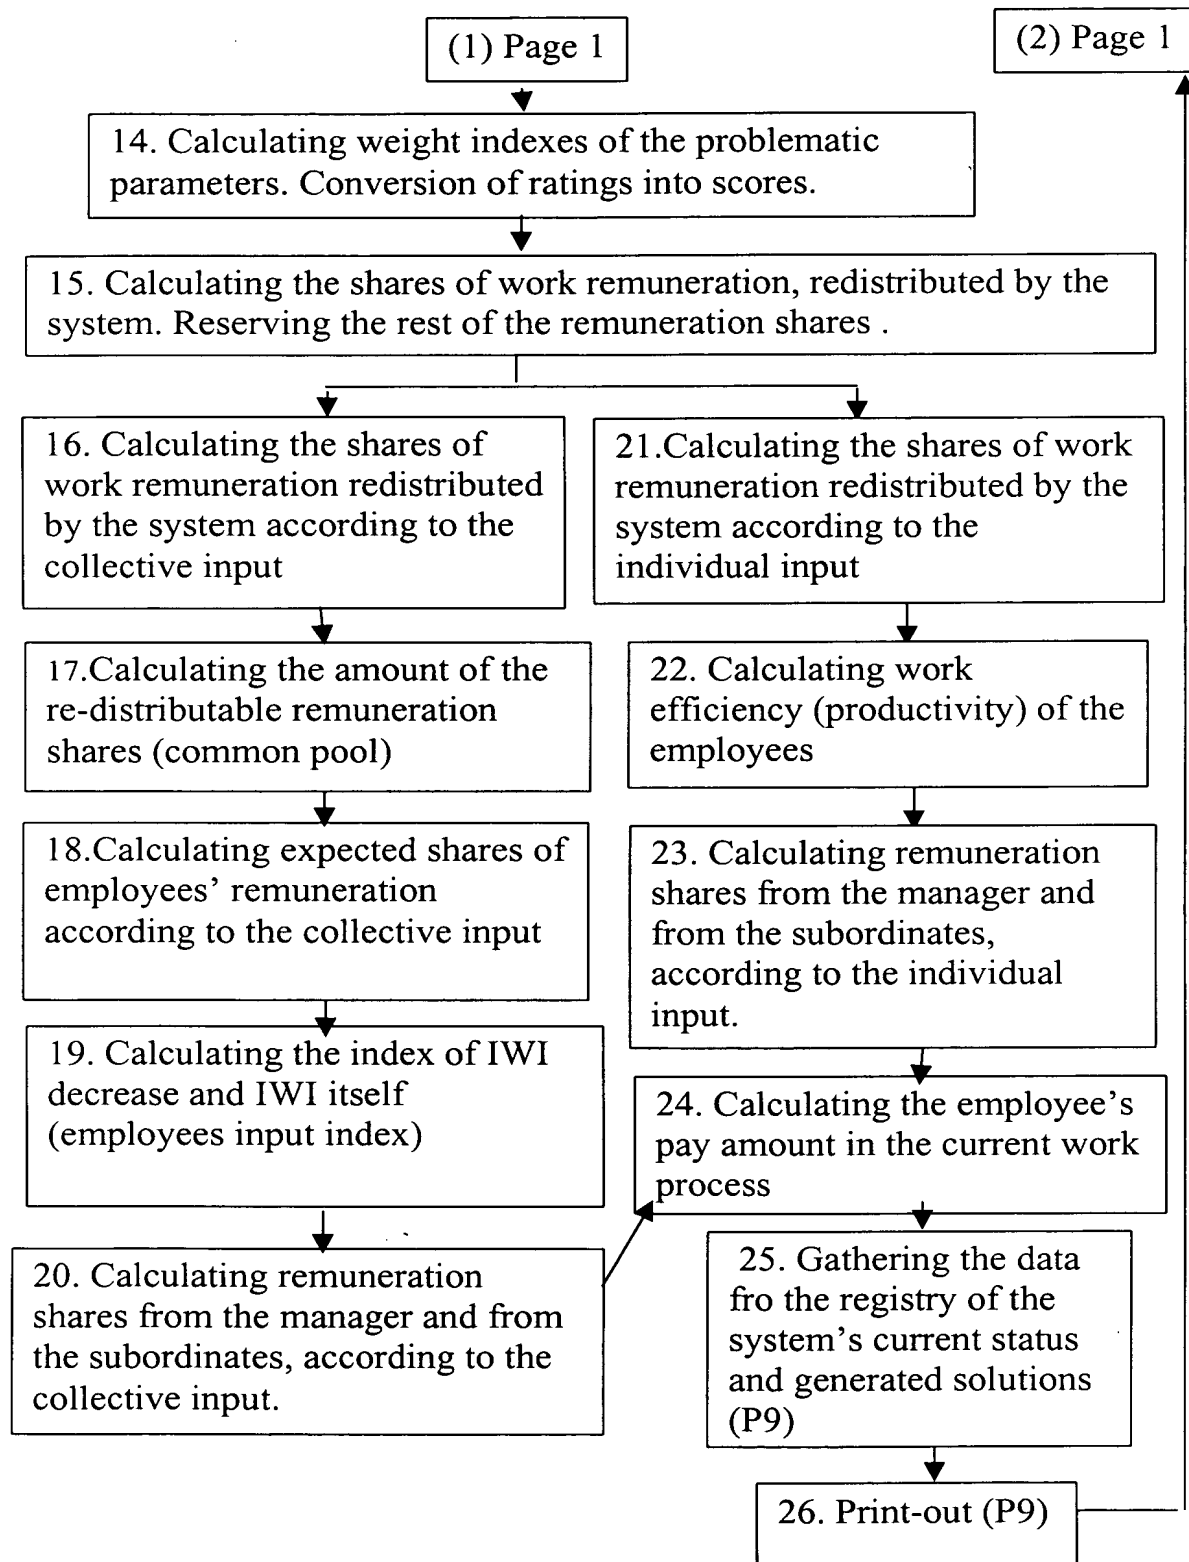 (1) Page 1
(2) Page 1
14. Calculating weight indexes of the problematic
parameters. Conversion of ratings into scores.
15. Calculating the shares of work remuneration, redistributed by the
system. Reserving the rest of the remuneration shares .
16. Calculating the shares of
work remuneration redistributed
by the system according to the
collective input
17.Calculating the amount of the
re-distributable remuneration
shares (common pool)
18.Calculating expected shares of
employees’ remuneration
according to the collective input
19. Calculating the index of IWI
decrease and IWI itself
(employees input index)
20. Calculating remuneration
shares from the manager and from
the subordinates, according to the
collective input.
21.Calculating the shares of work
remuneration redistributed by the
system according to the
individual input
22. Calculating work
efficiency (productivity) of the
employees
23. Calculating remuneration
shares from the manager and
from the subordinates,
according to the individual
input.
24. Calculating the employee’s
pay amount in the current work
process
25. Gathering the data
fro the registry of the
system’s current status
and generated solutions
(P9)
26. Print-out (P9)